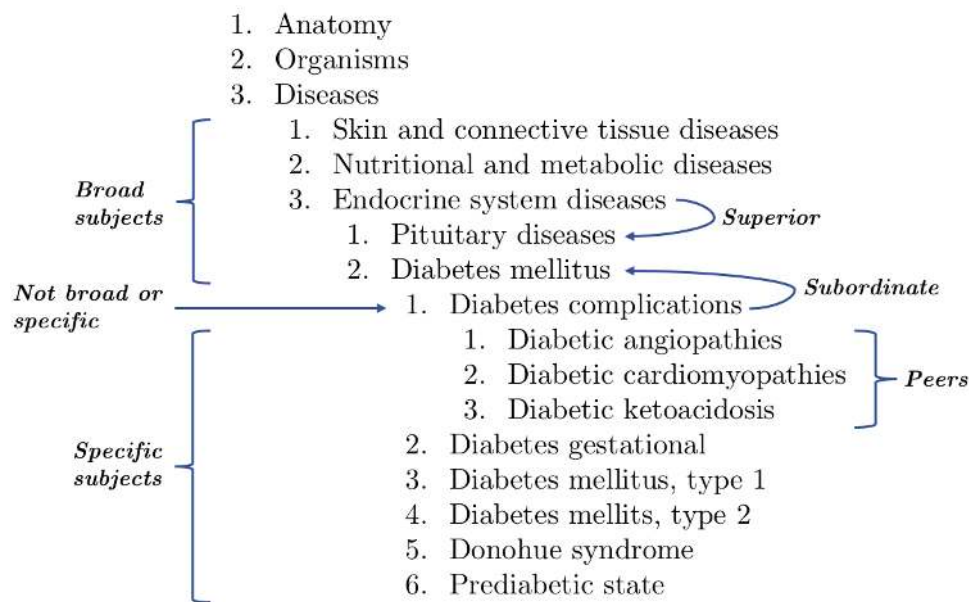 1. Anatomy
2. Organisms
3. Diseases
1. Skin and connective tissue diseases
2. Nutritional and metabolic diseases
Broad
subjects
3. Endocrine system diseases
Superior
1. Pituitary diseases
2. Diabetes mellitus
Not broad or
specific
1. Diabetes complications
Subordinate
1. Diabetic angiopathies
2. Diabetic cardiomyopathies
Peers
3. Diabetic ketoacidosis
2. Diabetes gestational
Specific
subjects
3. Diabetes mellitus, type 1
4. Diabetes mellits, type 2
5. Donohue syndrome
6. Prediabetic state